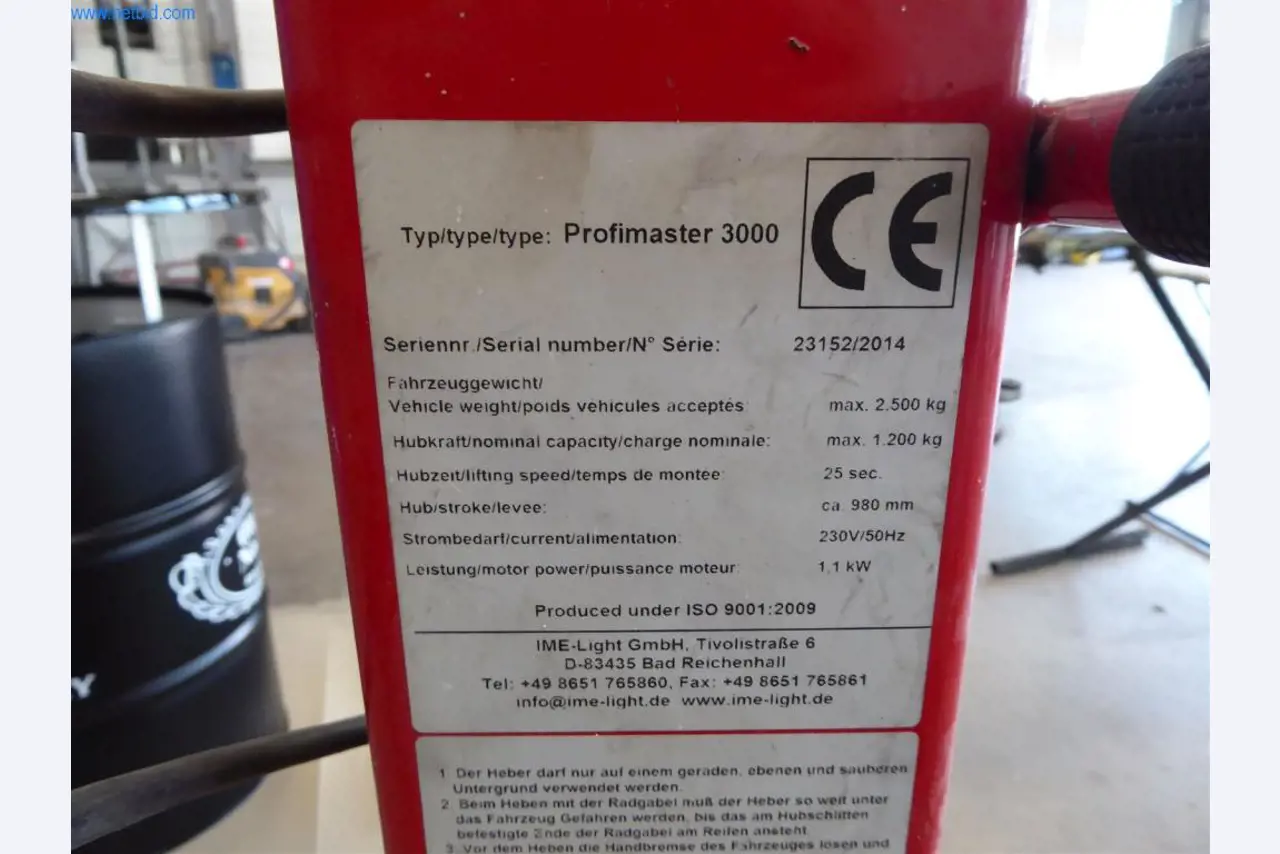 www.netbid.com
CE
Typ/type/type: Profimaster 3000
Seriennr./Serial number/N° Série: 23152/2014
Fahrzeuggewicht/
Vehicle weight/poids véhicules acceptés: max. 2.500 kg
Hubkraft/nominal capacity/charge nominale: max. 1.200 kg
Hubzeit/lifting speed/temps de montée: 25 sec.
Hub/stroke/levée: ca. 980 mm
Strombedarf/current/alimentation: 230V/50Hz
Leistung/motor power/puissance moteur: 1,1 kW
Produced under ISO 9001:2009
IME-Light GmbH, Tivolistraße 6
D-83435 Bad Reichenhall
Tel: +49 8651 765860, Fax: +49 8651 765861
info@ime-light.de www.ime-light.de
1. Der Heber darf nur auf einem geraden, ebenen und sauberen
Untergrund verwendet werden.
2. Beim Heben mit der Radgabel muß der Heber so weit unter
das Fahrzeug Gefahren werden, bis das am Hubschlitten
befestigte Ende der Radgabel am Reifen ansteht.
3. Vor dem Heben die Handbremse des Fahrzeuges lösen und